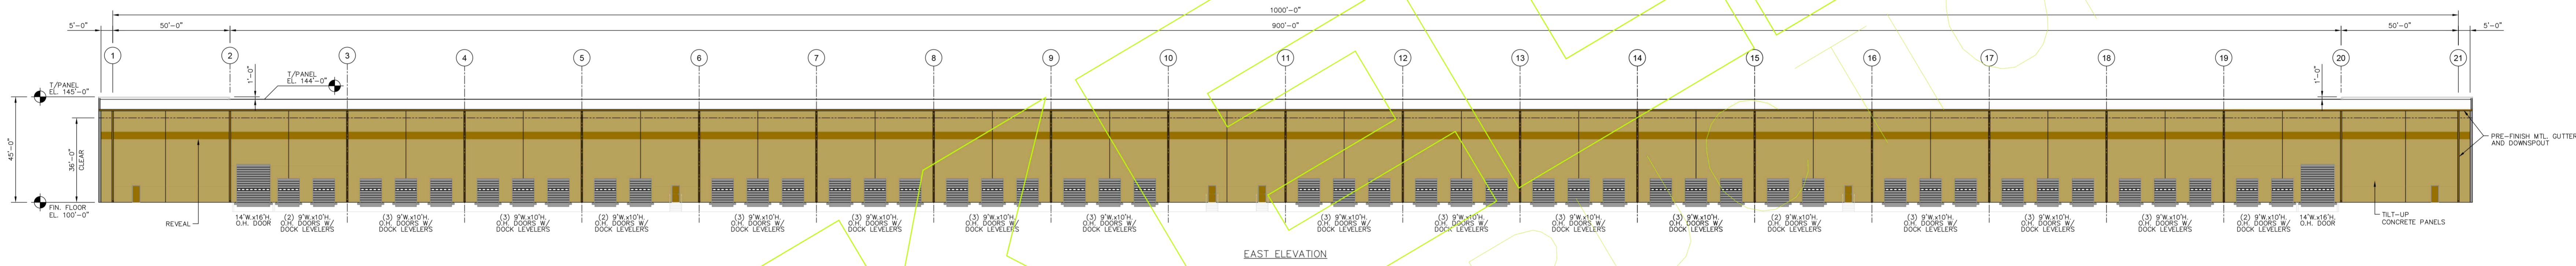 1000'-0"
5'-0" 50'-0" 900'-0" 50'-0" 5'-0"
1 2 3 4 5 6 7 8 9 10 11 12 13 14 15 16 17 18 19 20 21
T/PANEL
EL. 145'-0"
1'-0"
T/PANEL
EL. 144'-0"
1'-0"
45'-0"
36'-0"
CLEAR
PRE-FINISH MTL. GUTTER
AND DOWNSPOUT
FIN. FLOOR
EL. 100'-0"
REVEAL
14'W.x16'H.
O.H. DOOR
(2) 9'W.x10'H.
O.H. DOORS W/
DOCK LEVELERS
(3) 9'W.x10'H.
O.H. DOORS W/
DOCK LEVELERS
(3) 9'W.x10'H.
O.H. DOORS W/
DOCK LEVELERS
(2) 9'W.x10'H.
O.H. DOORS W/
DOCK LEVELERS
(3) 9'W.x10'H.
O.H. DOORS W/
DOCK LEVELERS
(3) 9'W.x10'H.
O.H. DOORS W/
DOCK LEVELERS
(3) 9'W.x10'H.
O.H. DOORS W/
DOCK LEVELERS
(3) 9'W.x10'H.
O.H. DOORS W/
DOCK LEVELERS
(3) 9'W.x10'H.
O.H. DOORS W/
DOCK LEVELERS
(3) 9'W.x10'H.
O.H. DOORS W/
DOCK LEVELERS
(3) 9'W.x10'H.
O.H. DOORS W/
DOCK LEVELERS
(3) 9'W.x10'H.
O.H. DOORS W/
DOCK LEVELERS
(2) 9'W.x10'H.
O.H. DOORS W/
DOCK LEVELERS
(3) 9'W.x10'H.
O.H. DOORS W/
DOCK LEVELERS
(3) 9'W.x10'H.
O.H. DOORS W/
DOCK LEVELERS
(3) 9'W.x10'H.
O.H. DOORS W/
DOCK LEVELERS
(2) 9'W.x10'H.
O.H. DOORS W/
DOCK LEVELERS
14'W.x16'H.
O.H. DOOR
TILT-UP
CONCRETE PANELS
EAST ELEVATION